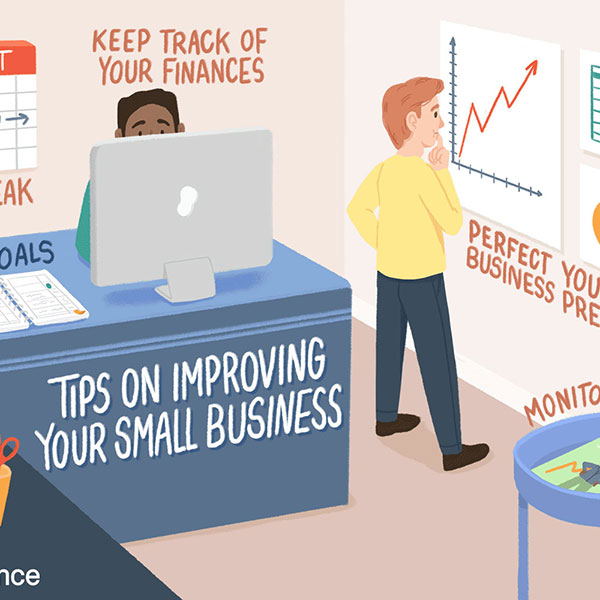 T
KEEP TRACK OF
YOUR FINANCES
EAK
OALS
PERFECT YOU
BUSINESS PRE
TIPS ON IMPROVING
YOUR SMALL BUSINESS
MONITO
nce